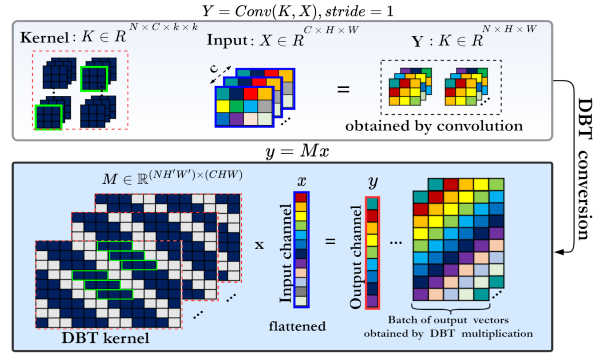 Y = Conv(K, X), stride = 1
Kernel : K ∈ R^{N×C×k×k}
Input: X ∈ R^{C×H×W}
Y : K ∈ R^{N×H×W}
c
=
obtained by convolution
DBT conversion
y = Mx
M ∈ ℝ^{(NH'W')×(CHW)}
x
y
x
=
...
Input channel
Output channel
flattened
DBT kernel
Batch of output vectors
obtained by DBT multiplication